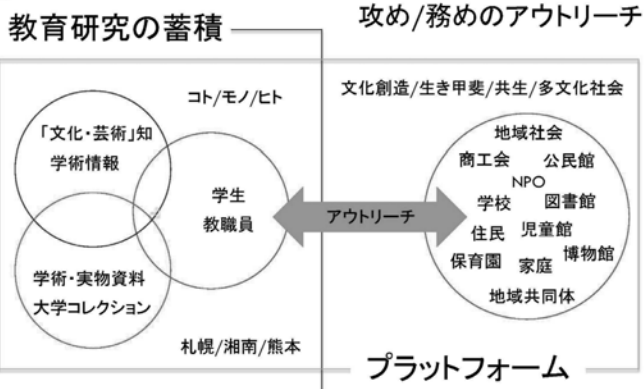 教育研究の蓄積
攻め/務めのアウトリーチ
コト/モノ/ヒト
文化創造/生き甲斐/共生/多文化社会
「文化・芸術」知
学術情報
学生
教職員
学術・実物資料
大学コレクション
札幌/湘南/熊本
アウトリーチ
地域社会
商工会 公民館
NPO
学校 図書館
住民 児童館
保育園 家庭 博物館
地域共同体
プラットフォーム